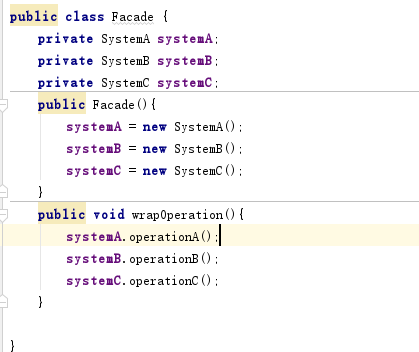 public class Facade {
private SystemA systemA;
private SystemB systemB;
private SystemC systemC;
public Facade(){
systemA = new SystemA();
systemB = new SystemB();
systemC = new SystemC();
}
public void wrapOperation(){
systemA.operationA();
systemB.operationB();
systemC.operationC();
}
}